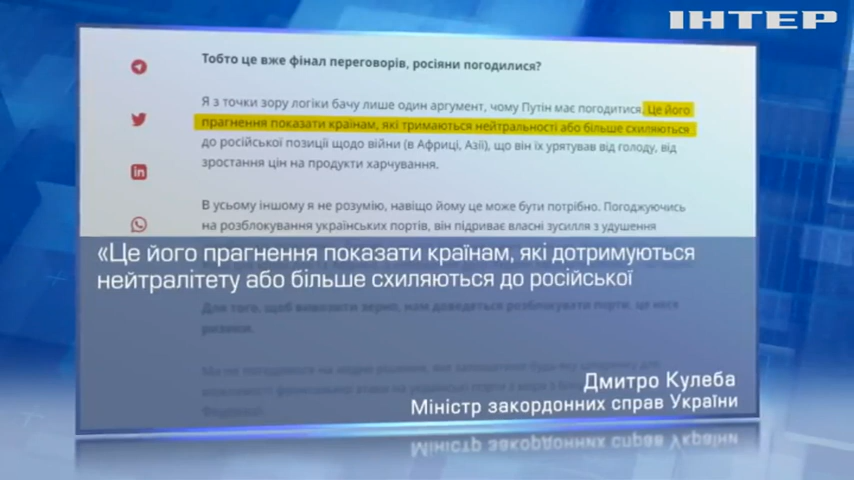 ІНТЕР
Тобто це вже фінал переговорів, росіяни погодилися?
Я з точки зору логіки бачу лише один аргумент, чому Путін має погодитися. Це його
прагнення показати країнам, які тримаються нейтральності або більше схиляються
до російської позиції щодо війни (в Африці, Азії), що він їх урятував від голоду, від
зростання цін на продукти харчування.
В усьому іншому я не розумію, навіщо йому це може бути потрібно. Погоджуючись
на розблокування українських портів, він підриває власні зусилля з удушення
«Це його прагнення показати країнам, які дотримуються
нейтралітету або більше схиляються до російської
Для того, щоб вивозити зерно, нам доведеться розблокувати порти, це несе
ризики.
Дмитро Кулеба
Міністр закордонних справ України